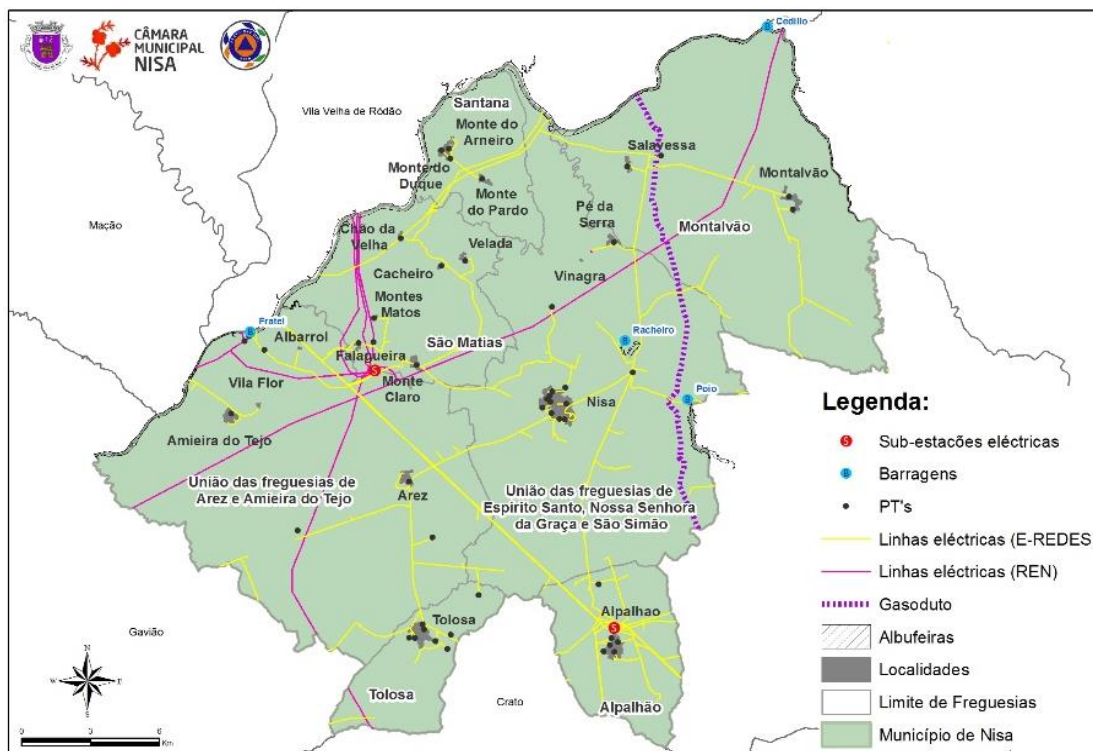 CÂMARA
MUNICIPAL
NISA
Cedillo
Vila Velha de Ródão
Santana
Monte do
Arneiro
Salavessa
Monte do
Duque
Montalvão
Monte
do Pardo
Pé da
Serra
Mação
Chão da
Velha
Velada
Montalvão
Cacheiro
Vinagra
Montes
Matos
Fratel
Albarrol
Racheiro
São Matias
Falagueira
Vila Flor
Monte
Claro
Poio
Nisa
Amieira do Tejo
União das freguesias de
Arez e Amieira do Tejo
Arez
União das freguesias de
Espírito Santo, Nossa Senhora
da Graça e São Simão
Alpalhao
Tolosa
Gavião
Tolosa
Crato
Alpalhão
N
S
0 3 6
Km
Legenda:
S Sub-estacões eléctricas
B Barragens
PT's
Linhas eléctricas (E-REDES
Linhas eléctricas (REN)
Gasoduto
Albufeiras
Localidades
Limite de Freguesias
Município de Nisa